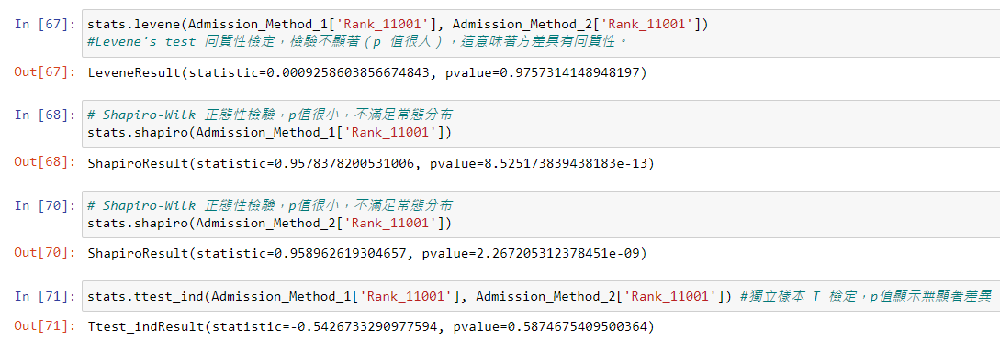 In [67]: stats.levene(Admission_Method_1['Rank_11001'], Admission_Method_2['Rank_11001'])
#Levene's test 同質性檢定，檢驗不顯著（p 值很大），這意味著方差具有同質性。
Out[67]: LeveneResult(statistic=0.0009258603856674843, pvalue=0.9757314148948197)
In [68]: # Shapiro-Wilk 正態性檢驗，p值很小，不滿足常態分布
stats.shapiro(Admission_Method_1['Rank_11001'])
Out[68]: ShapiroResult(statistic=0.9578378200531006, pvalue=8.525173839438183e-13)
In [70]: # Shapiro-Wilk 正態性檢驗，p值很小，不滿足常態分布
stats.shapiro(Admission_Method_2['Rank_11001'])
Out[70]: ShapiroResult(statistic=0.958962619304657, pvalue=2.267205312378451e-09)
In [71]: stats.ttest_ind(Admission_Method_1['Rank_11001'], Admission_Method_2['Rank_11001']) #獨立樣本 T 檢定，p值顯示無顯著差異
Out[71]: Ttest_indResult(statistic=-0.5426733290977594, pvalue=0.5874675409500364)